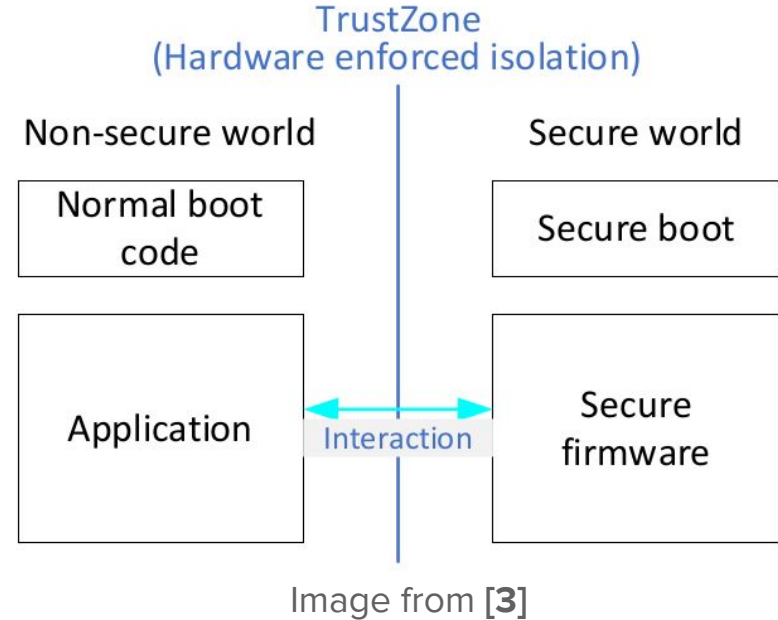 TrustZone
(Hardware enforced isolation)
Non-secure world
Secure world
Normal boot
code
Secure boot
Application
Interaction
Secure
firmware
Image from [3]